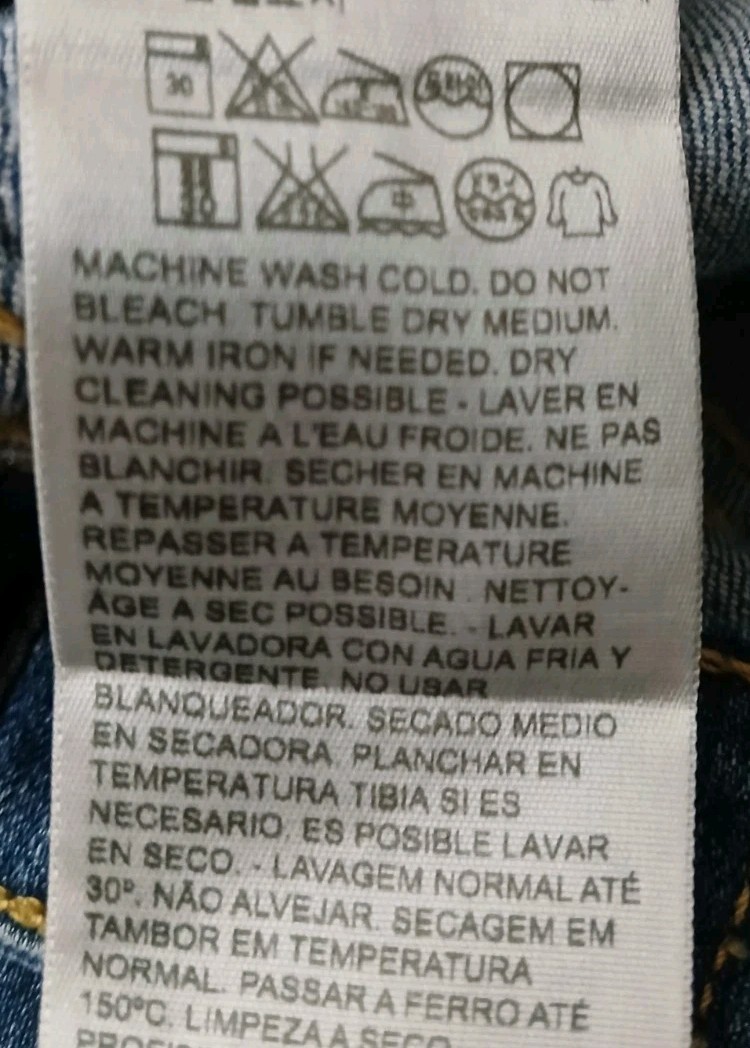 30
MACHINE WASH COLD. DO NOT
BLEACH. TUMBLE DRY MEDIUM.
WARM IRON IF NEEDED. DRY
CLEANING POSSIBLE - LAVER EN
MACHINE A L'EAU FROIDE. NE PAS
BLANCHIR. SECHER EN MACHINE
A TEMPERATURE MOYENNE.
REPASSER A TEMPERATURE
MOYENNE AU BESOIN . NETTOY-
AGE A SEC POSSIBLE. - LAVAR
EN LAVADORA CON AGUA FRIA Y
DETERGENTE. NO USAR
BLANQUEADOR. SECADO MEDIO
EN SECADORA. PLANCHAR EN
TEMPERATURA TIBIA SI ES
NECESARIO. ES POSIBLE LAVAR
EN SECO. - LAVAGEM NORMAL ATÉ
30º. NÃO ALVEJAR. SECAGEM EM
TAMBOR EM TEMPERATURA
NORMAL. PASSAR A FERRO ATÉ
150ºC. LIMPEZA A SECO